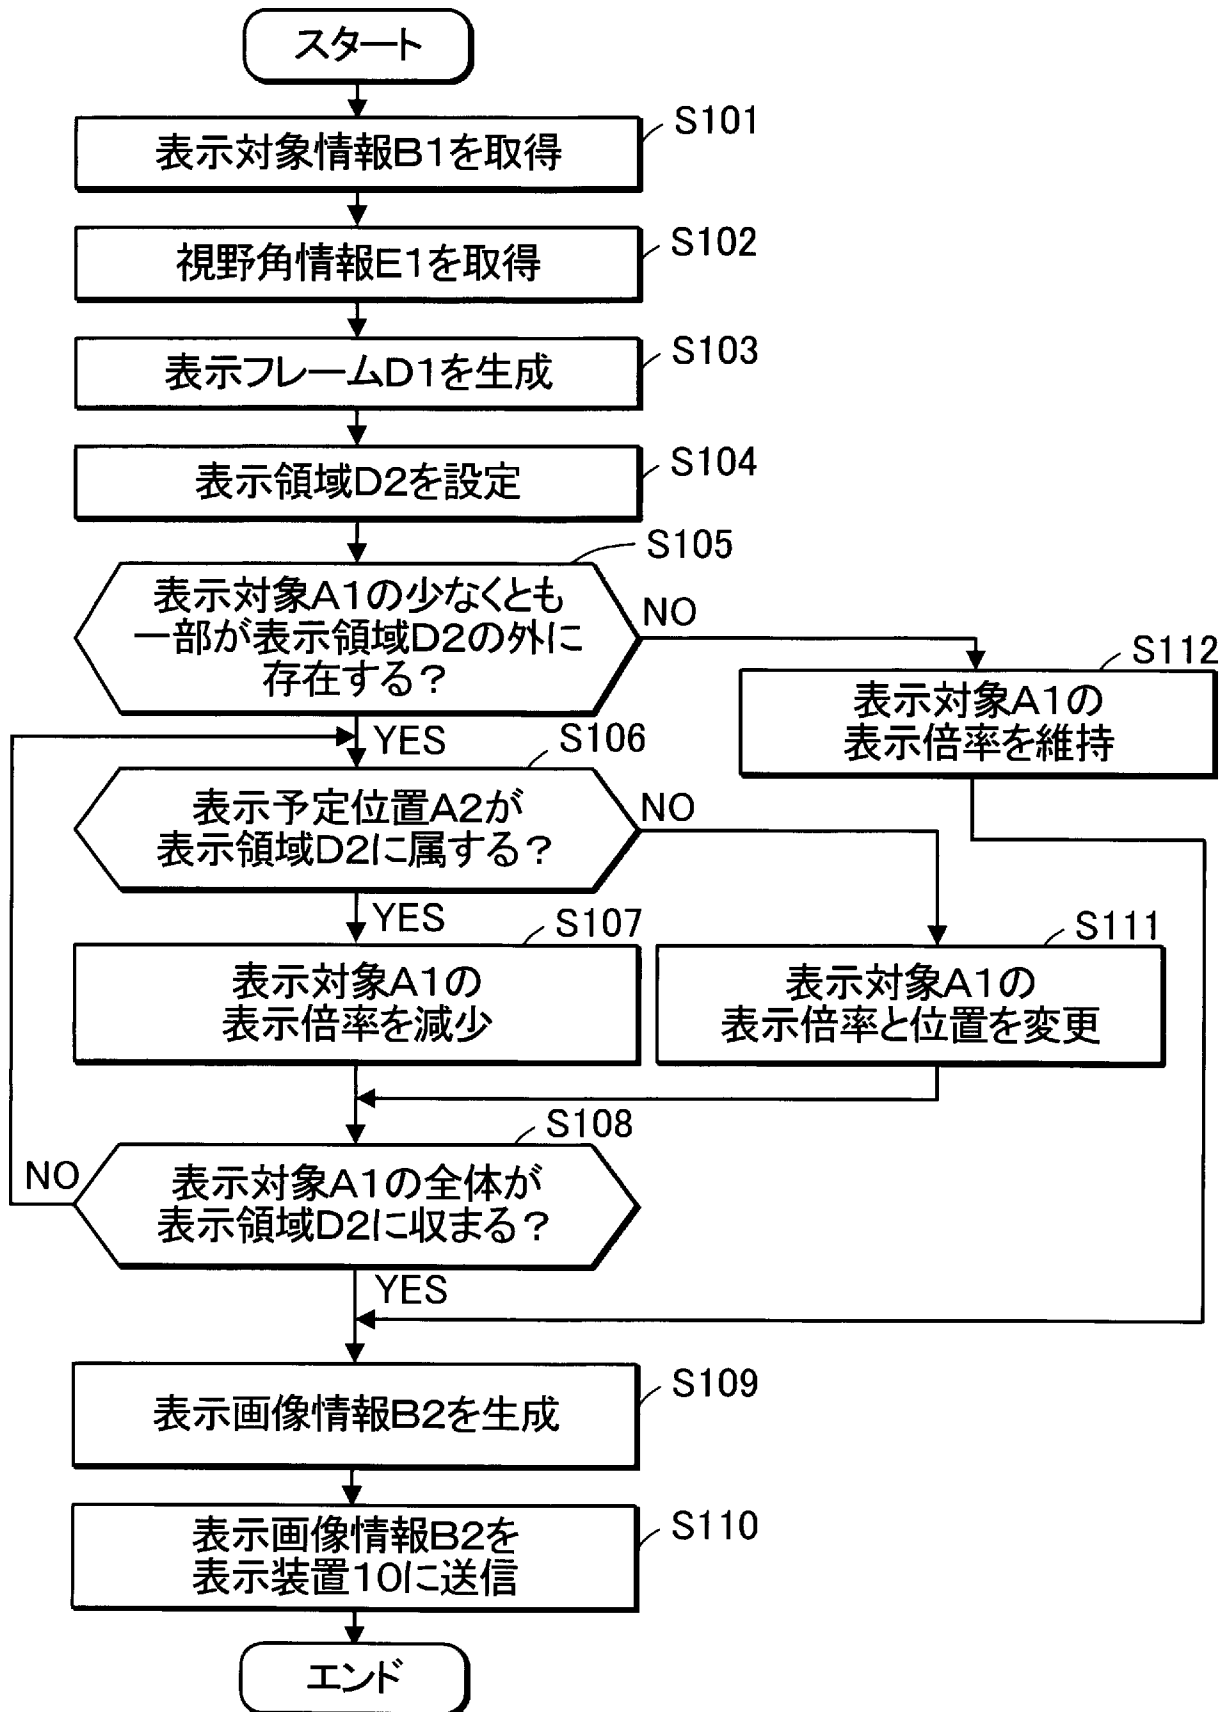 スタート
S101
表示対象情報B1を取得
S102
視野角情報E1を取得
S103
表示フレームD1を生成
S104
表示領域D2を設定
S105
表示対象A1の少なくとも
一部が表示領域D2の外に
存在する?
NO
YES
S112
表示対象A1の
表示倍率を維持
S106
表示予定位置A2が
表示領域D2に属する?
NO
YES
S107
表示対象A1の
表示倍率を減少
S111
表示対象A1の
表示倍率と位置を変更
S108
表示対象A1の全体が
表示領域D2に収まる?
NO
YES
S109
表示画像情報B2を生成
S110
表示画像情報B2を
表示装置10に送信
エンド